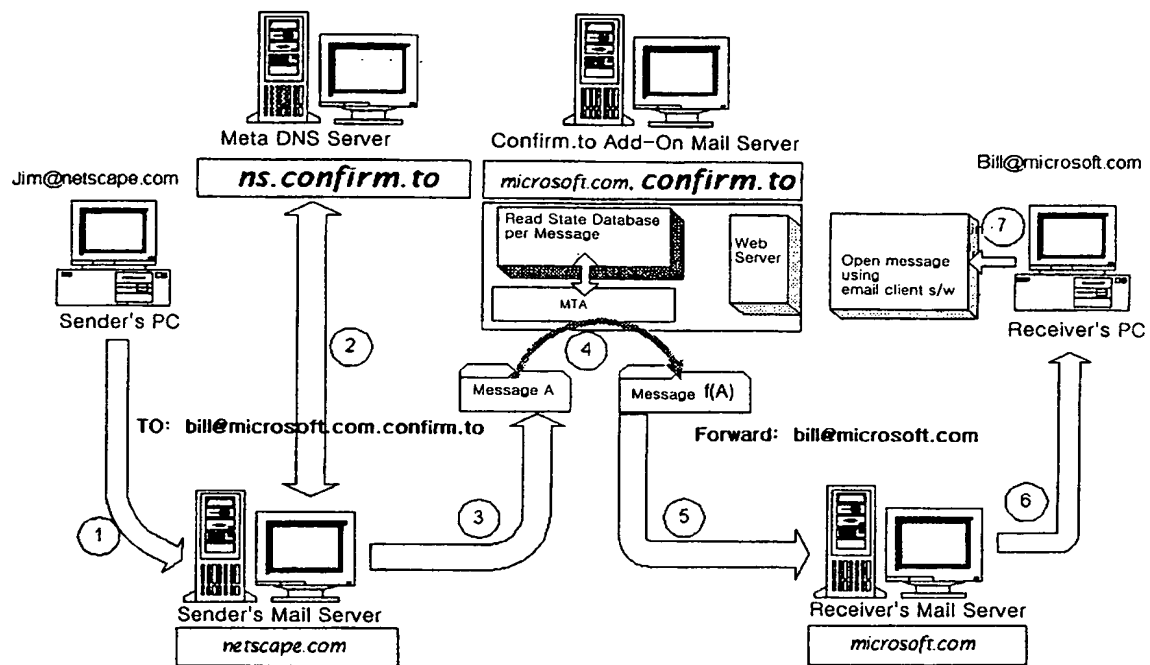 Meta DNS Server
Confirm.to Add-On Mail Server
Jim@netscape.com
ns.confirm.to
microsoft.com, confirm.to
Bill@microsoft.com
Read State Database
per Message
Web
Server
MTA
7
Open message
using
email client s/w
Sender's PC
Receiver's PC
2
4
Message A
Message f(A)
TO: bill@microsoft.com.confirm.to
Forward: bill@microsoft.com
1
3
5
6
Sender's Mail Server
netscape.com
Receiver's Mail Server
microsoft.com